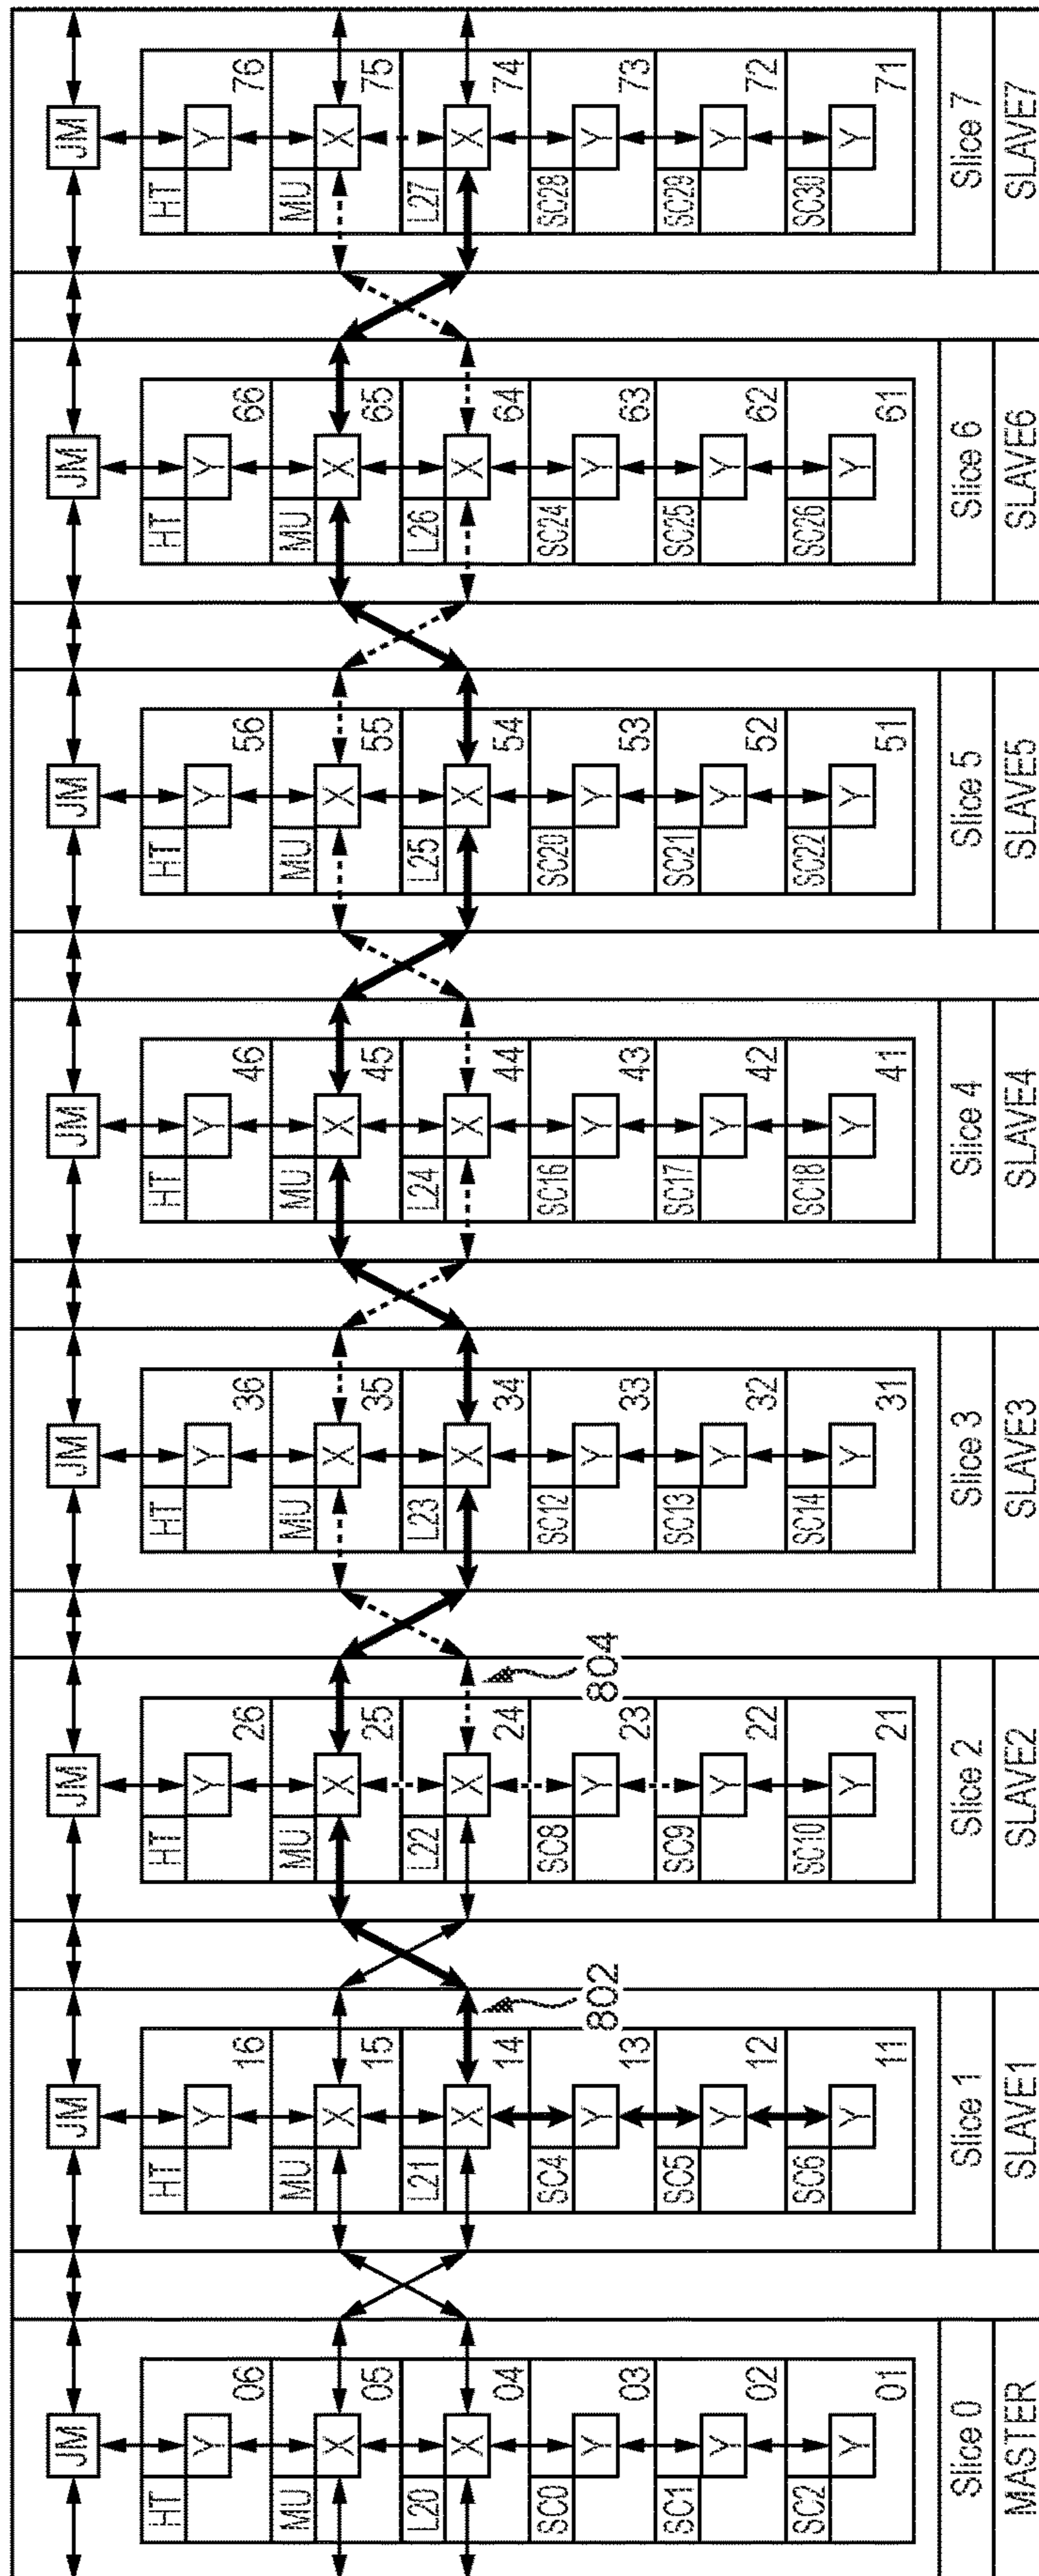 JM JM JM JM JM JM JM JM
HT HT HT HT HT HT HT HT
Y 06 Y 16 Y 26 Y 36 Y 46 Y 56 Y 66 Y 76
MU MU MU MU MU MU MU MU
X 05 X 15 X 25 X 35 X 45 X 55 X 65 X 75
L20 L21 L22 L23 L24 L25 L26 L27
X 04 X 14 X 24 X 34 X 44 X 54 X 64 X 74
SC0 SC4 SC8 SC12 SC16 SC20 SC24 SC28
Y 03 Y 13 802 Y 23 804 Y 33 Y 43 Y 53 Y 63 Y 73
SC1 SC5 SC9 SC13 SC17 SC21 SC25 SC29
Y 02 Y 12 Y 22 Y 32 Y 42 Y 52 Y 62 Y 72
SC2 SC6 SC10 SC14 SC18 SC22 SC26 SC30
Y 01 Y 11 Y 21 Y 31 Y 41 Y 51 Y 61 Y 71
Slice 0 Slice 1 Slice 2 Slice 3 Slice 4 Slice 5 Slice 6 Slice 7
MASTER SLAVE1 SLAVE2 SLAVE3 SLAVE4 SLAVE5 SLAVE6 SLAVE7